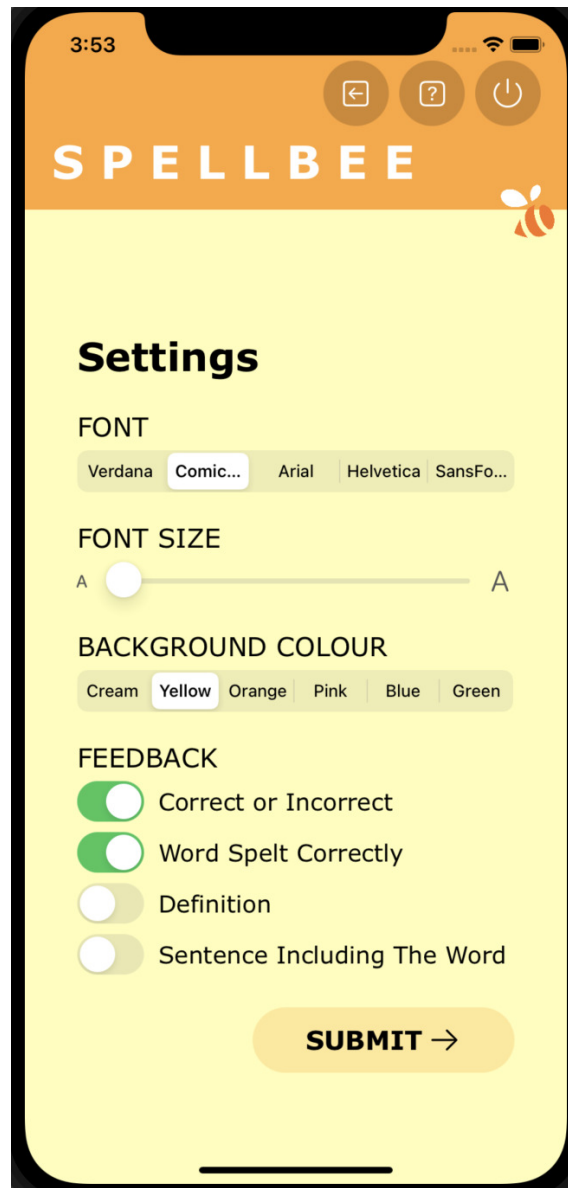 3:53
SPELLBEE
Settings
FONT
Verdana Comic... Arial Helvetica SansFo...
FONT SIZE
A A
BACKGROUND COLOUR
Cream Yellow Orange Pink Blue Green
FEEDBACK
Correct or Incorrect
Word Spelt Correctly
Definition
Sentence Including The Word
SUBMIT →